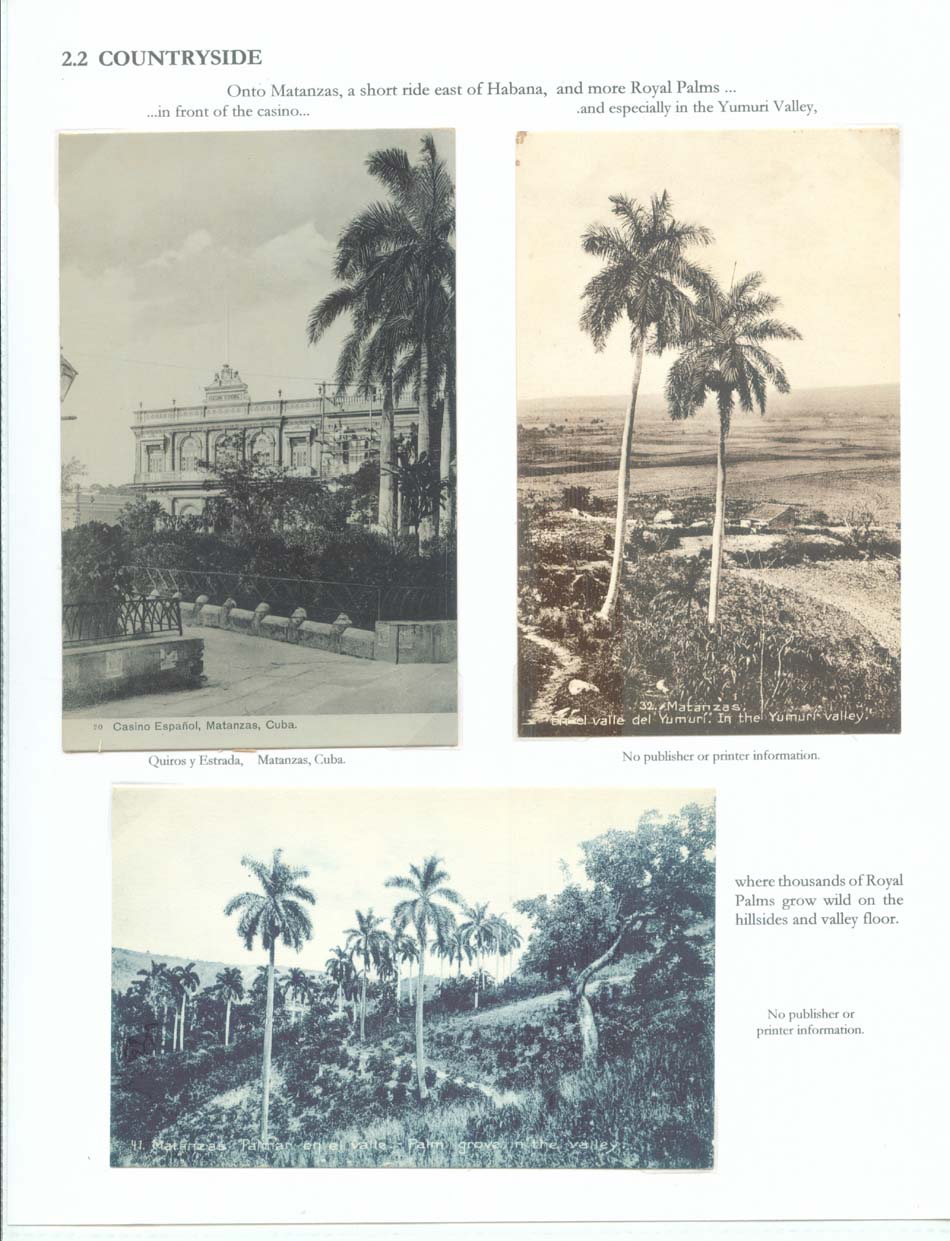 2.2 COUNTRYSIDE
Onto Matanzas, a short ride east of Habana, and more Royal Palms ...
...in front of the casino...
.and especially in the Yumuri Valley,
20 Casino Español, Matanzas, Cuba.
32. Matanzas.
En el valle del Yumurí. In the Yumurí valley.
Quiros y Estrada, Matanzas, Cuba.
No publisher or printer information.
where thousands of Royal
Palms grow wild on the
hillsides and valley floor.
No publisher or
printer information.
41. Matanzas. Palmar en el valle. Palm grove in the valley.